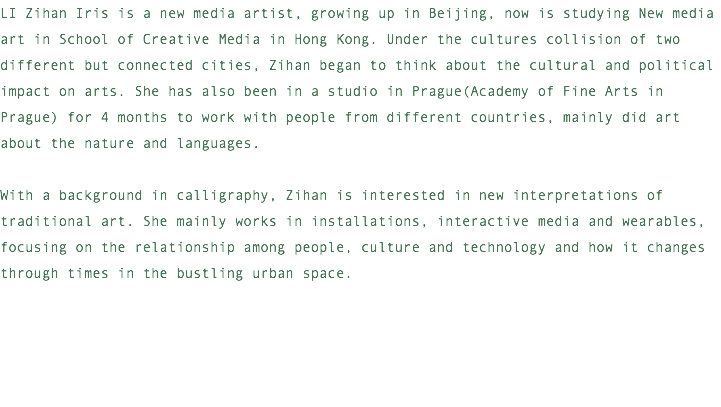 LI Zihan Iris is a new media artist, growing up in Beijing, now is studying New media
art in School of Creative Media in Hong Kong. Under the cultures collision of two
different but connected cities, Zihan began to think about the cultural and political
impact on arts. She has also been in a studio in Prague(Academy of Fine Arts in
Prague) for 4 months to work with people from different countries, mainly did art
about the nature and languages.
With a background in calligraphy, Zihan is interested in new interpretations of
traditional art. She mainly works in installations, interactive media and wearables,
focusing on the relationship among people, culture and technology and how it changes
through times in the bustling urban space.